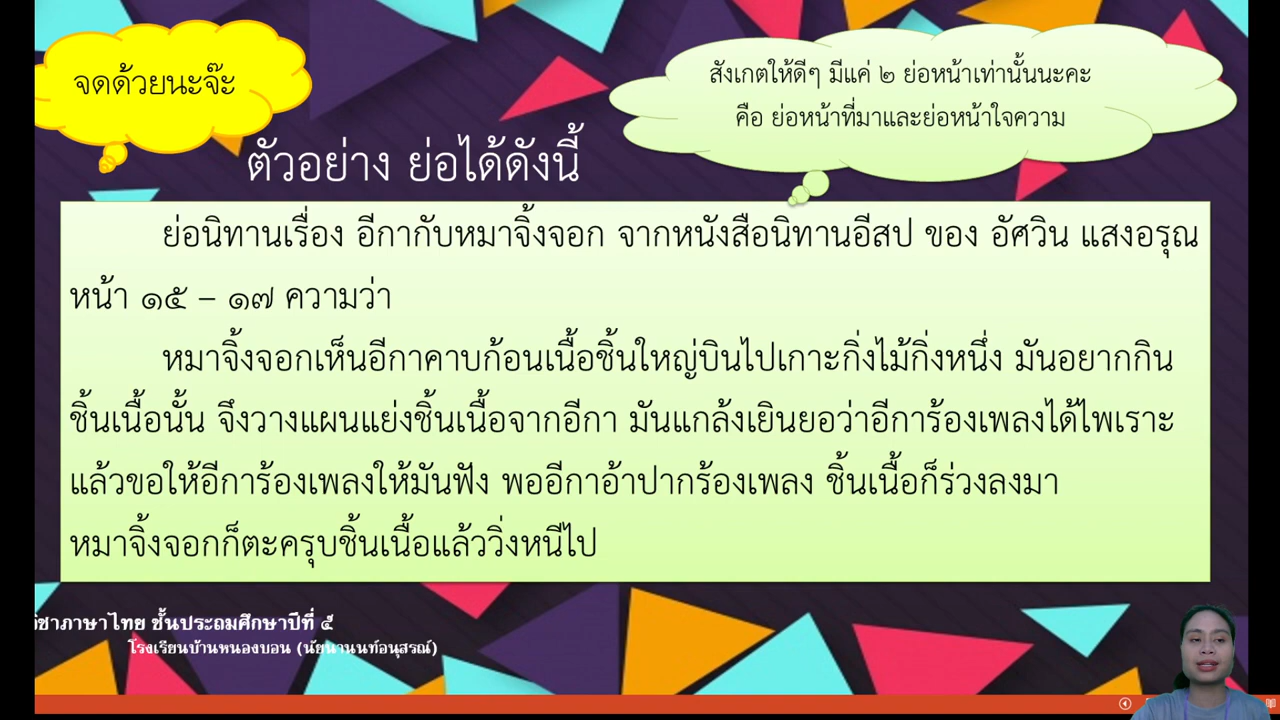 จดด้วยนะจ๊ะ
สังเกตให้ดีๆ มีแค่ ๒ ย่อหน้าเท่านั้นนะคะ
คือ ย่อหน้าที่มาและย่อหน้าใจความ
ตัวอย่าง ย่อได้ดังนี้
ย่อนิทานเรื่อง อีกากับหมาจิ้งจอก จากหนังสือนิทานอีสป ของ อัศวิน แสงอรุณ
หน้า ๑๕ – ๑๗ ความว่า
หมาจิ้งจอกเห็นอีกาคาบก้อนเนื้อชิ้นใหญ่บินไปเกาะกิ่งไม้กิ่งหนึ่ง มันอยากกิน
ชิ้นเนื้อนั้น จึงวางแผนแย่งชิ้นเนื้อจากอีกา มันแกล้งเยินยอว่าอีการ้องเพลงได้ไพเราะ
แล้วขอให้อีการ้องเพลงให้มันฟัง พออีกาอ้าปากร้องเพลง ชิ้นเนื้อก็ร่วงลงมา
หมาจิ้งจอกก็ตะครุบชิ้นเนื้อแล้ววิ่งหนีไป
วิชาภาษาไทย ชั้นประถมศึกษาปีที่ ๕
โรงเรียนบ้านหนองบอน (นัยนานนท์อนุสรณ์)